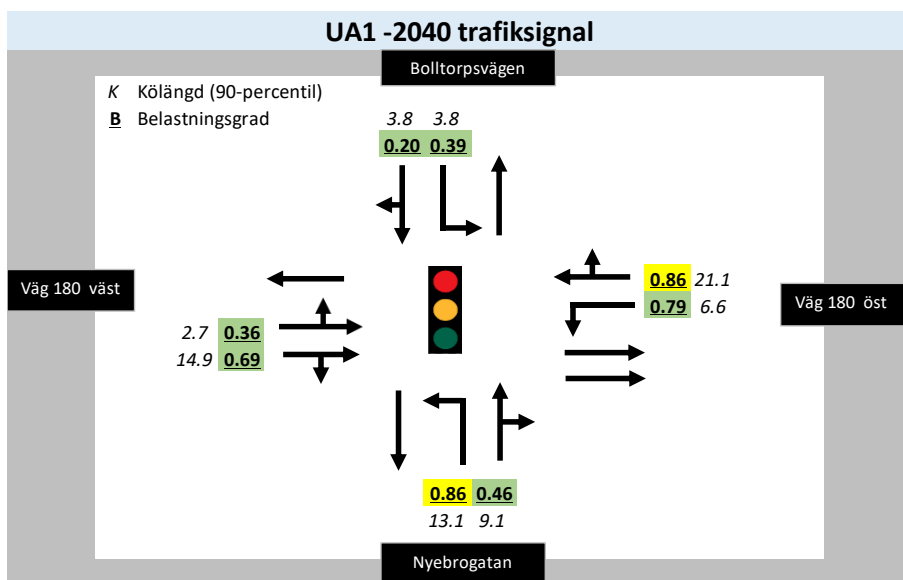 UA1 -2040 trafiksignal
Bolltorpsvägen
K Kölängd (90-percentil)
B Belastningsgrad
3.8 3.8
0.20 0.39
Väg 180 väst
0.86 21.1
0.79 6.6
Väg 180 öst
2.7 0.36
14.9 0.69
0.86 0.46
13.1 9.1
Nyebrogatan